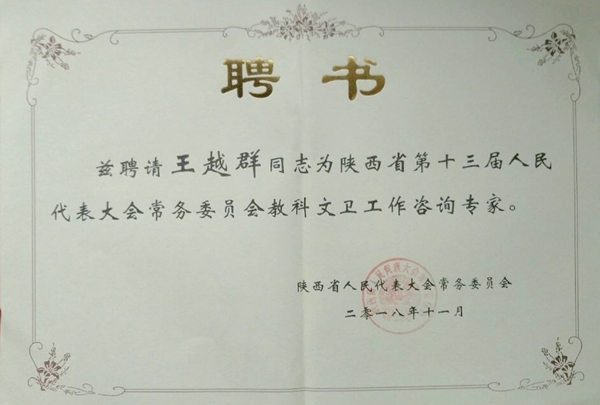 聘书
兹聘请王越群同志为陕西省第十三届人民
代表大会常务委员会教科文卫工作咨询专家。
陕西省人民代表大会常务委员会
二零一八年十一月